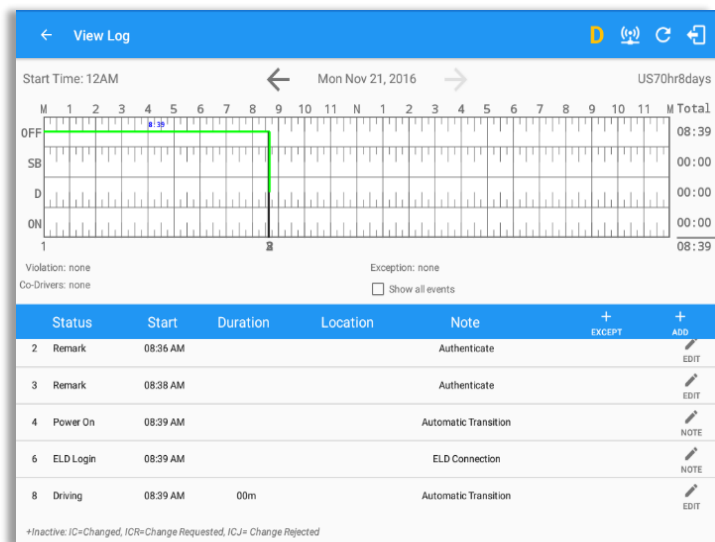 View Log D
Start Time: 12AM Mon Nov 21, 2016 US70hr8days
M 1 2 3 4 5 6 7 8 9 10 11 N 1 2 3 4 5 6 7 8 9 10 11 M Total
8:39
OFF 08:39
SB 00:00
D 00:00
ON 00:00
1 08:39
Violation: none Exception: none
Co-Drivers: none Show all events
Status Start Duration Location Note + EXCEPT + ADD
2 Remark 08:36 AM Authenticate EDIT
3 Remark 08:38 AM Authenticate EDIT
4 Power On 08:39 AM Automatic Transition NOTE
6 ELD Login 08:39 AM ELD Connection NOTE
8 Driving 08:39 AM 00m Automatic Transition EDIT
+Inactive: IC=Changed, ICR=Change Requested, ICJ= Change Rejected